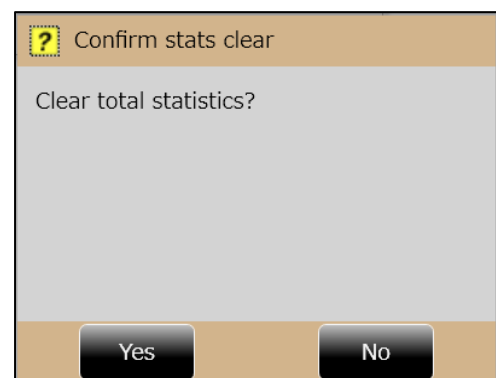 ? Confirm stats clear
Clear total statistics?
Yes No